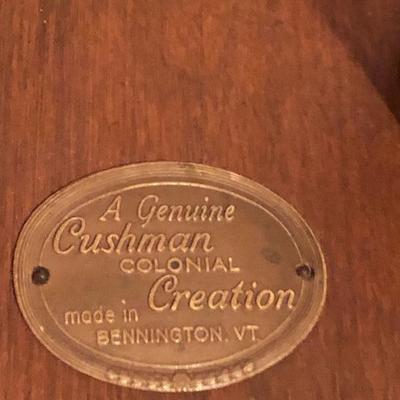 A Genuine
Cushman
COLONIAL
Creation
made in
BENNINGTON, VT